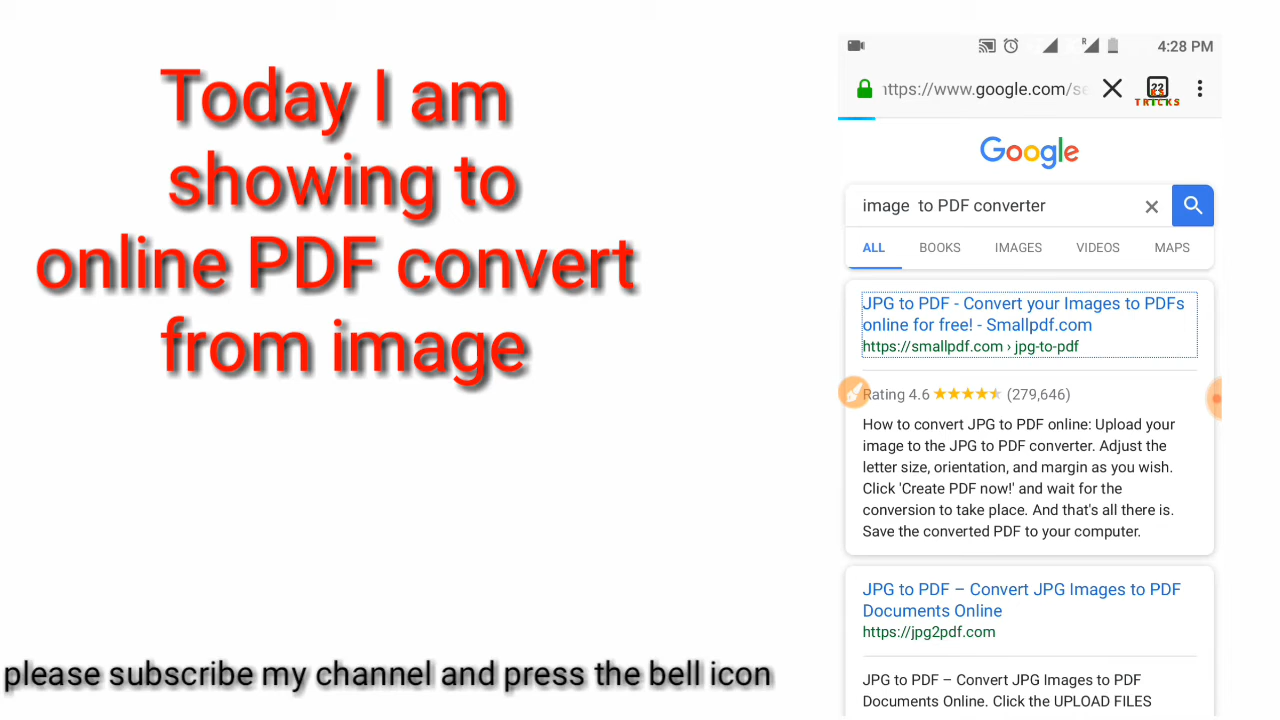 Today I am
showing to
online PDF convert
from image
please subscribe my channel and press the bell icon
4:28 PM
https://www.google.com/se
TRICKS
Google
image to PDF converter
ALL BOOKS IMAGES VIDEOS MAPS
JPG to PDF - Convert your Images to PDFs
online for free! - Smallpdf.com
https://smallpdf.com › jpg-to-pdf
Rating 4.6 (279,646)
How to convert JPG to PDF online: Upload your
image to the JPG to PDF converter. Adjust the
letter size, orientation, and margin as you wish.
Click 'Create PDF now!' and wait for the
conversion to take place. And that's all there is.
Save the converted PDF to your computer.
JPG to PDF – Convert JPG Images to PDF
Documents Online
https://jpg2pdf.com
JPG to PDF – Convert JPG Images to PDF
Documents Online. Click the UPLOAD FILES